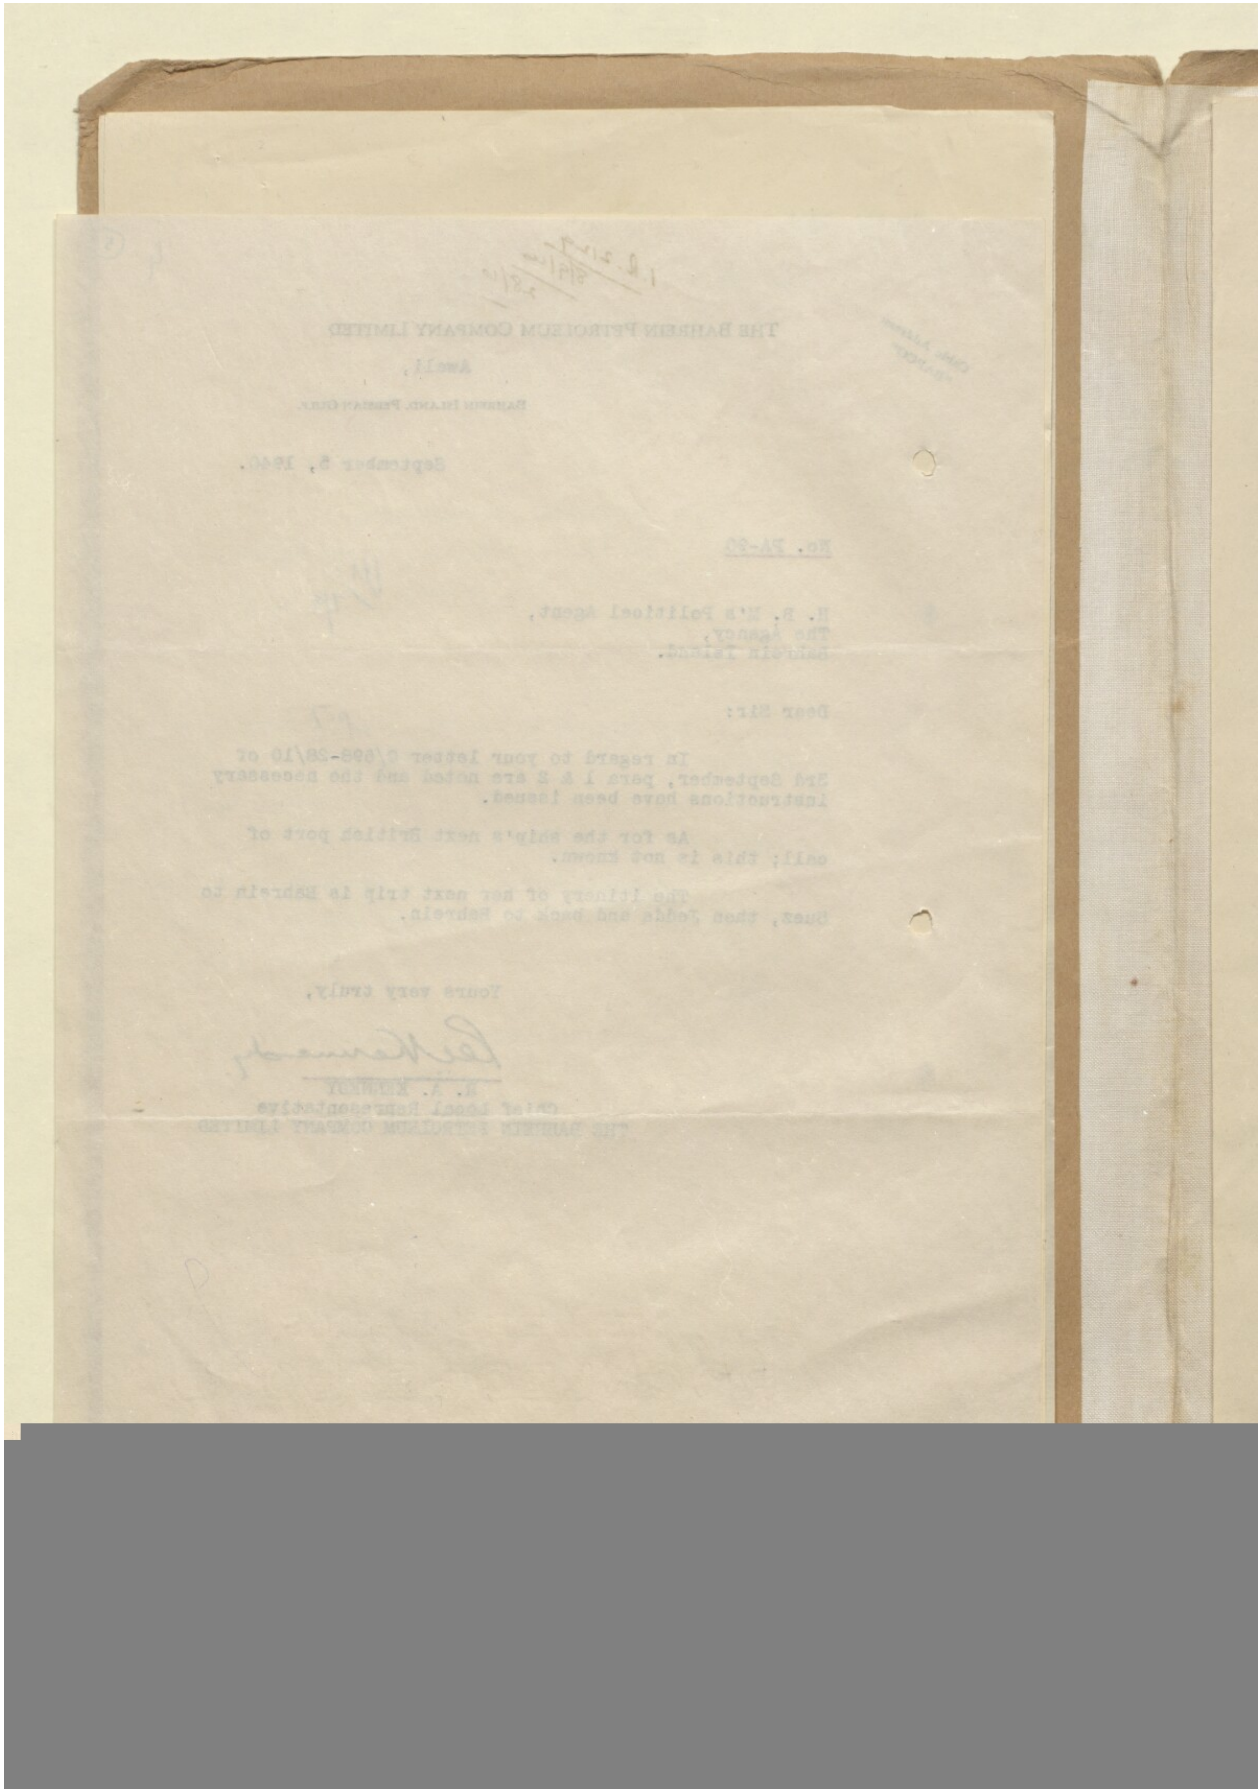 THE BAHREIN PETROLEUM COMPANY LIMITED
Awali,
BAHREIN ISLAND, PERSIAN GULF.
September 5, 1940.
No. PA-90
H. B. M's Political Agent,
The Agency,
Bahrein Island.
Dear Sir:
In regard to your letter C/698-28/10 of
3rd September, para 1 & 2 are noted and the necessary
instructions have been issued.
As for the ship's next British port of
call; this is not known.
The itinery of her next trip is Bahrein to
Suez, then Jedda and back to Bahrein.
Yours very truly,
Chief Local Representative
THE BAHREIN PETROLEUM COMPANY LIMITED